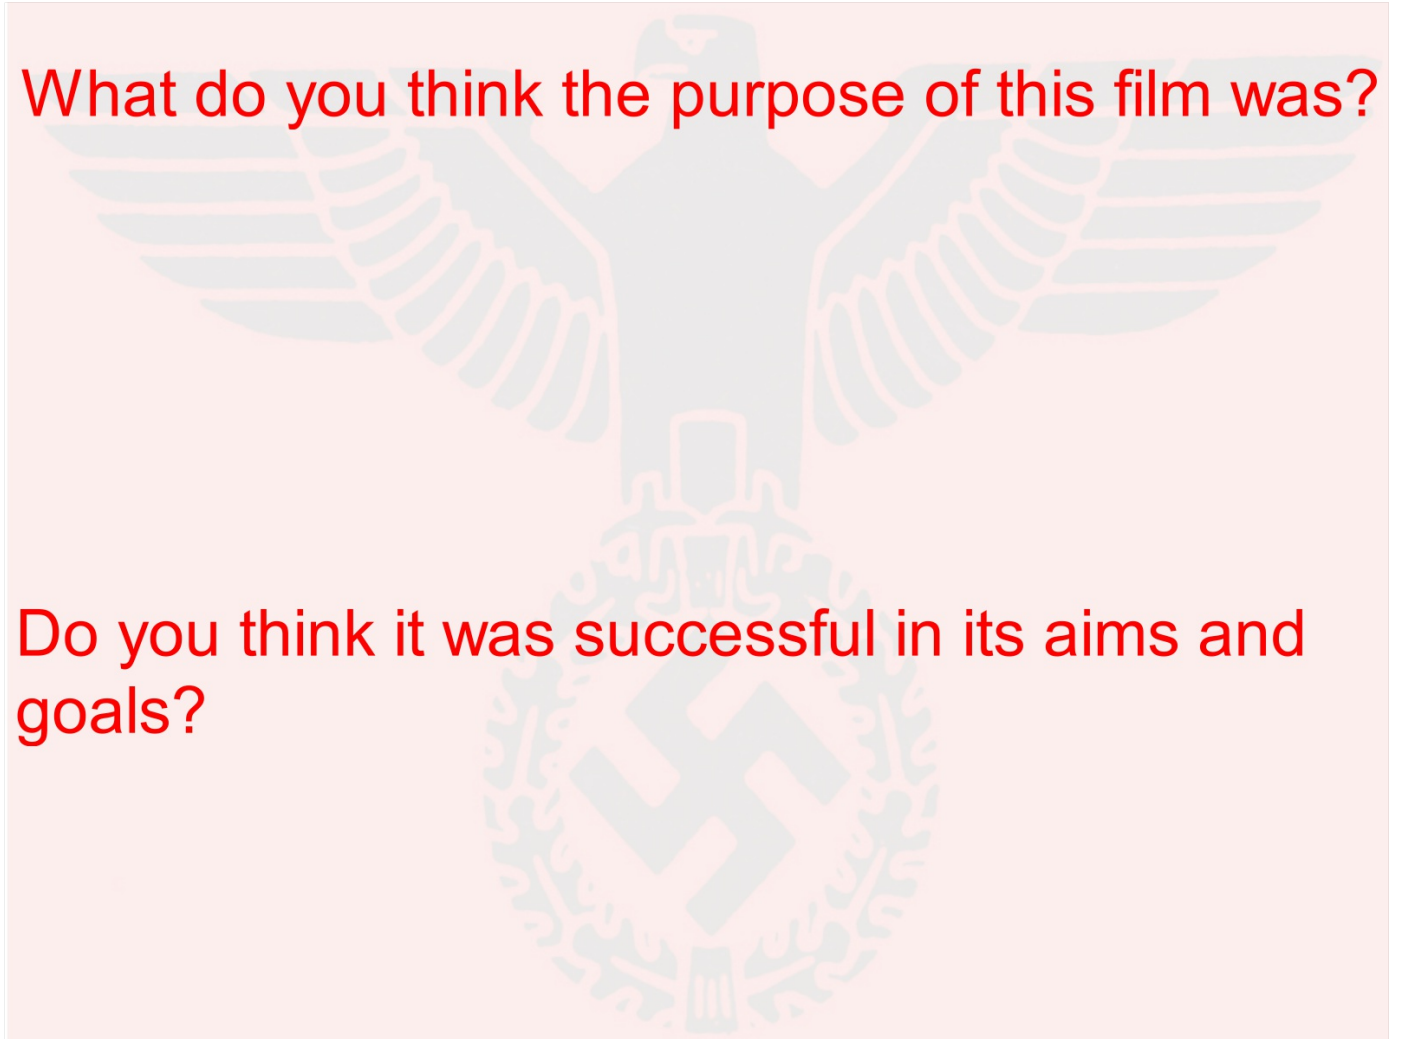 What do you think the purpose of this film was?
Do you think it was successful in its aims and
goals?